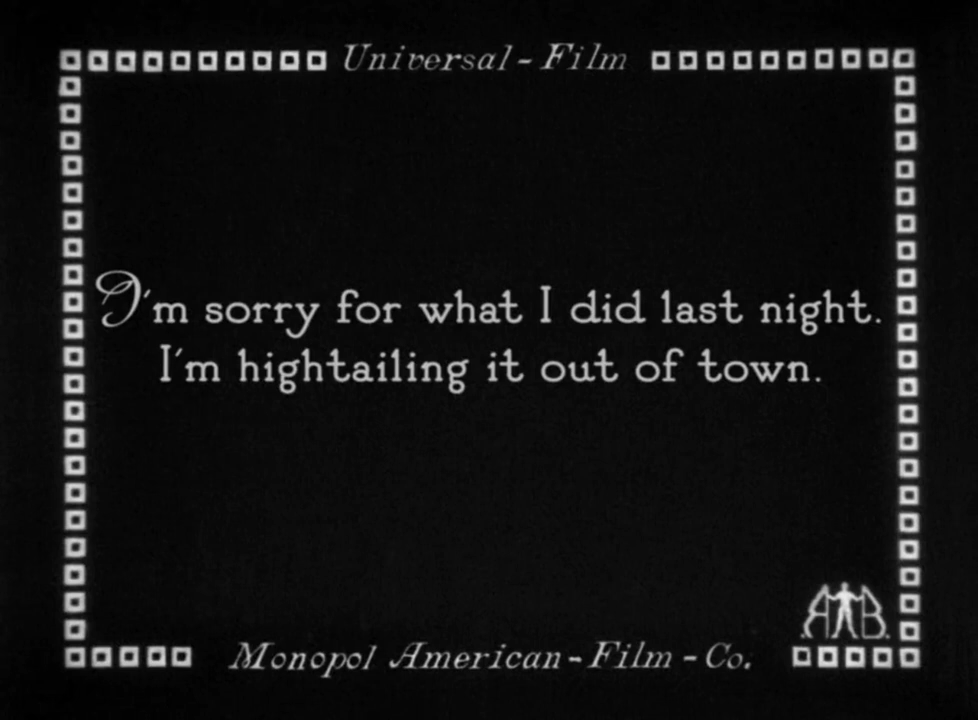 Universal-Film
I'm sorry for what I did last night.
I'm hightailing it out of town.
A B.
Monopol American-Film-Co.